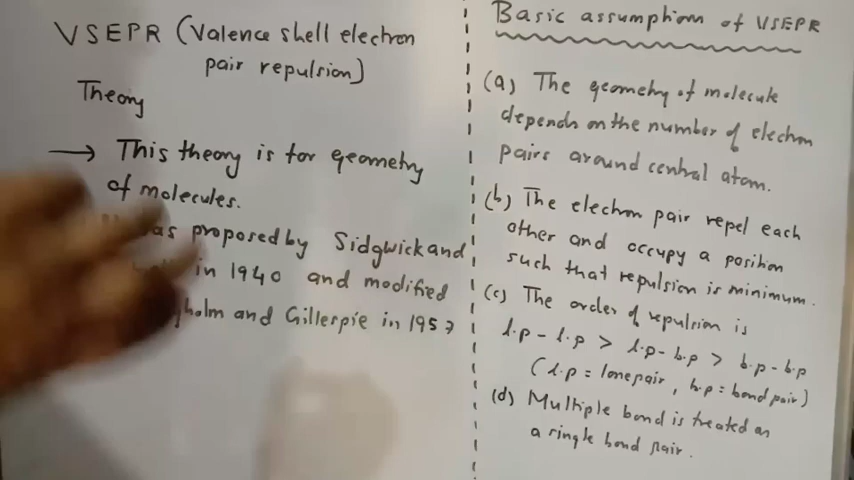 VSEPR (Valence shell electron
pair repulsion)
Theory
→ This theory is for geometry
of molecules.
was proposed by Sidgwick and
in 1940 and modified
holm and Gillespie in 1957
Basic assumption of VSEPR
(a) The geometry of molecule
depends on the number of electron
pairs around central atom.
(b) The electron pair repel each
other and occupy a position
such that repulsion is minimum.
(c) The order of repulsion is
l.p - l.p > l.p - b.p > b.p - b.p
(l.p = lone pair, b.p = bond pair)
(d) Multiple bond is treated as
a single bond pair.